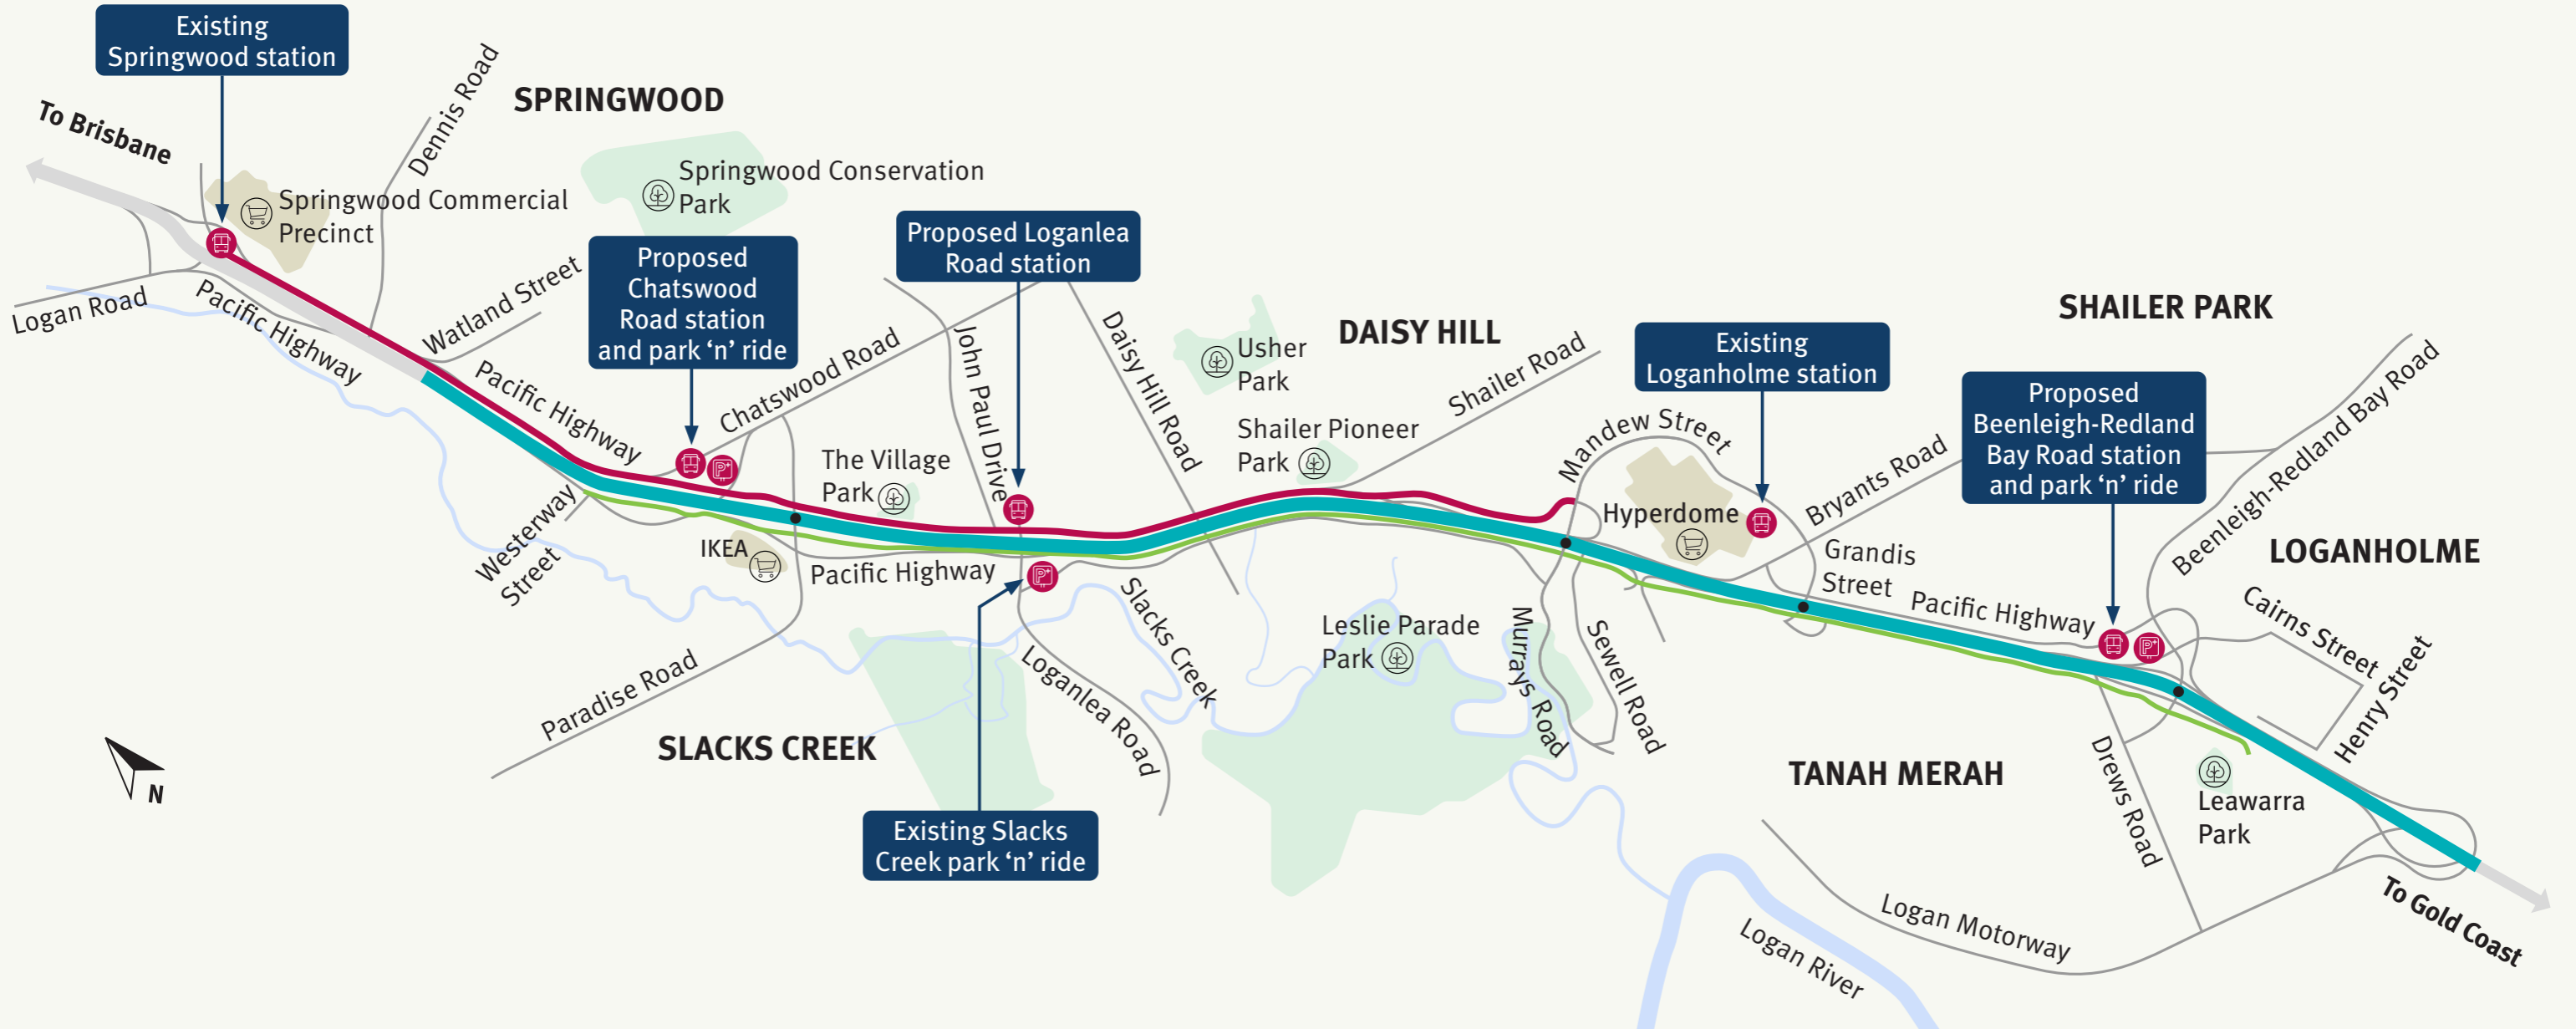 Existing
Springwood station
To Brisbane
Dennis Road
SPRINGWOOD
Springwood Commercial
Precinct
Springwood Conservation
Park
Logan Road
Pacific Highway
Watland Street
Pacific Highway
Proposed
Chatswood
Road station
and park ‘n’ ride
Chatswood Road
Proposed Loganlea
Road station
John Paul Drive
Daisy Hill Road
Usher
Park
DAISY HILL
Shailer Pioneer
Park
Shailer Road
Existing
Loganholme station
Mandew Street
Hyperdome
Bryants Road
SHAILER PARK
Proposed
Beenleigh-Redland
Bay Road station
and park ‘n’ ride
Beenleigh-Redland Bay Road
LOGANHOLME
The Village
Park
Westerway
Street
IKEA
Pacific Highway
Grandis
Street
Pacific Highway
Cairns Street
Henry Street
Slacks Creek
Leslie Parade
Park
Murrays Road
Sewell Road
Paradise Road
Loganlea Road
SLACKS CREEK
TANAH MERAH
Drews Road
Leawarra
Park
N
Existing Slacks
Creek park ‘n’ ride
Logan Motorway
Logan River
To Gold Coast
P
P
P